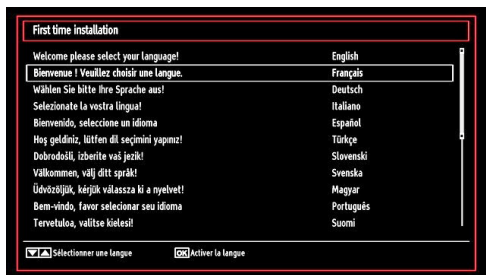 First time installation
Welcome please select your language! English
Bienvenue ! Veuillez choisir une langue. Français
Wählen Sie bitte Ihre Sprache aus! Deutsch
Selezionate la vostra lingua! Italiano
Bienvenido, seleccione un idioma Español
Hoş geldiniz, lütfen dil seçimini yapınız! Türkçe
Dobrodošli, izberite vaš jezik! Slovenski
Välkommen, välj ditt språk! Svenska
Üdvözöljük, kérjük válassza ki a nyelvet! Magyar
Bem-vindo, favor selecionar seu idioma Português
Tervetuloa, valitse kielesi! Suomi
Sélectionner une langue OK Activer la langue